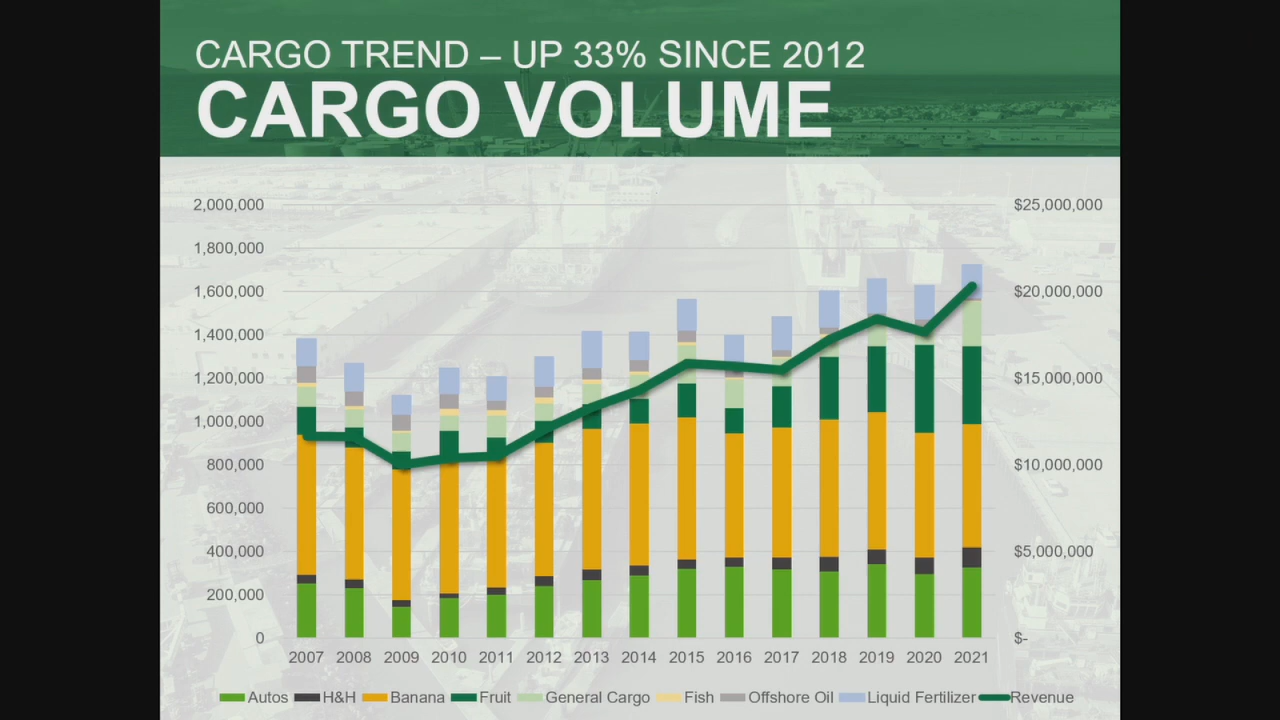 CARGO TREND – UP 33% SINCE 2012
CARGO VOLUME
2,000,000 $25,000,000
1,800,000
1,600,000 $20,000,000
1,400,000
1,200,000 $15,000,000
1,000,000
800,000 $10,000,000
600,000
400,000 $5,000,000
200,000
0 $-
2007 2008 2009 2010 2011 2012 2013 2014 2015 2016 2017 2018 2019 2020 2021
Autos H&H Banana Fruit General Cargo Fish Offshore Oil Liquid Fertilizer Revenue